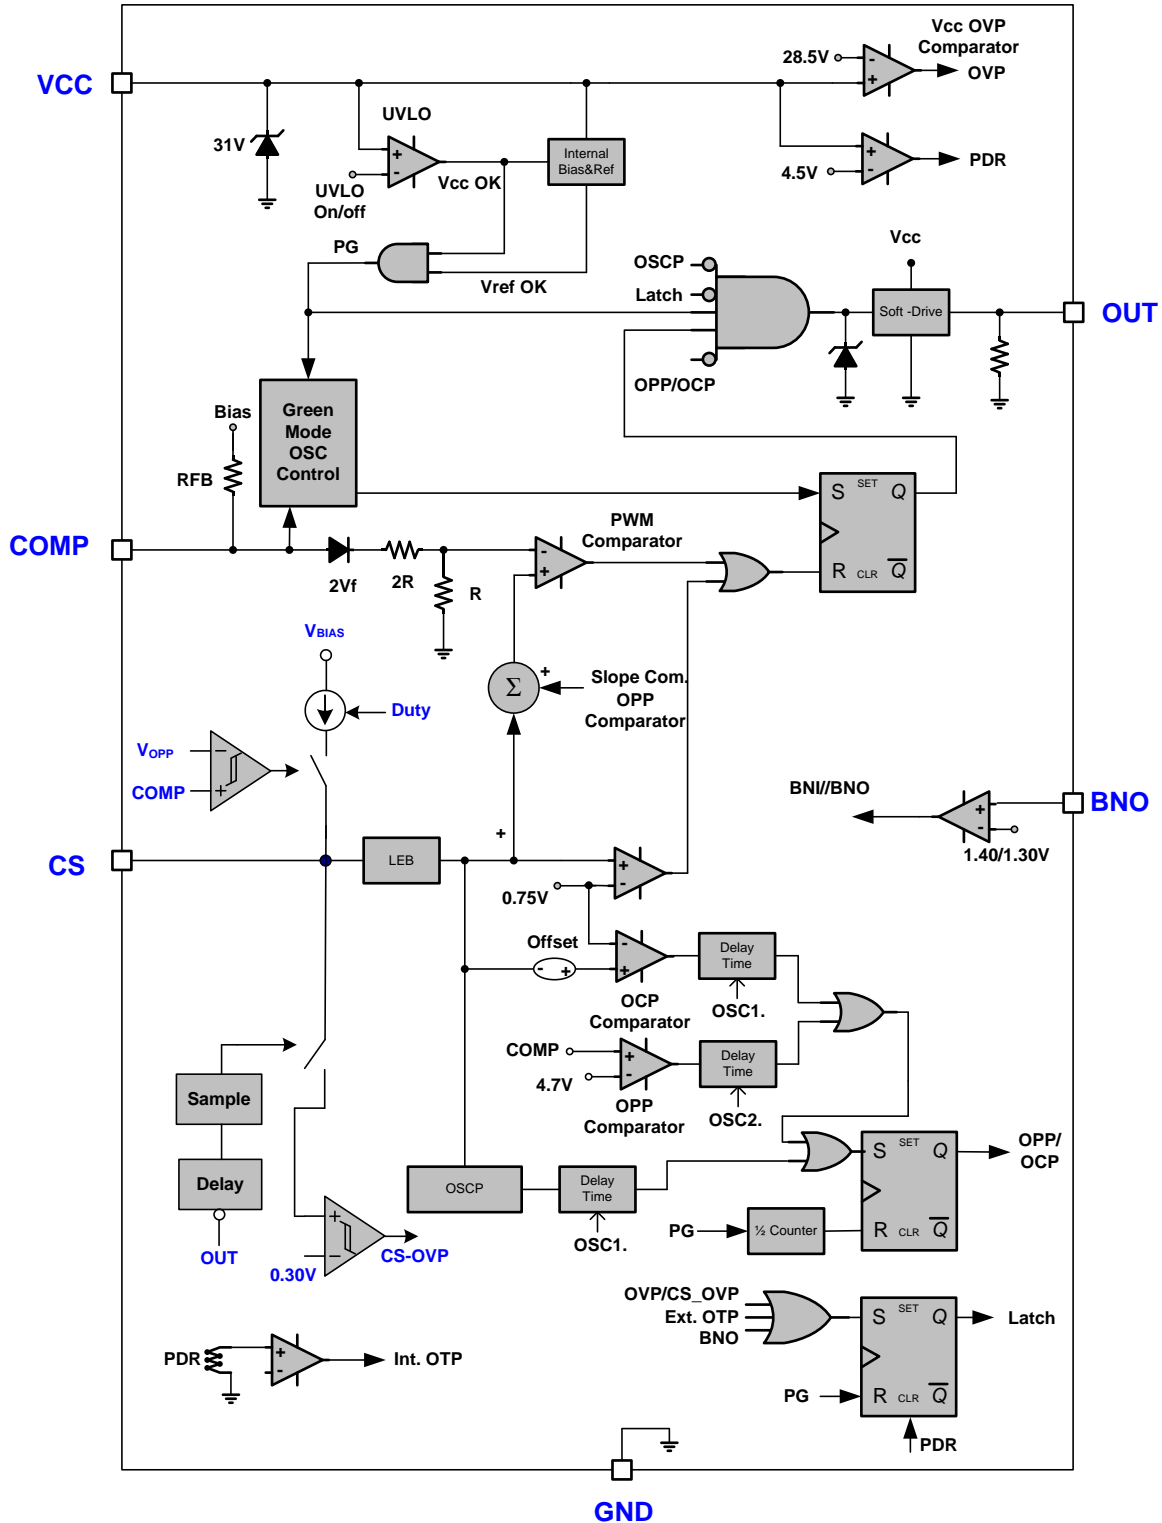 Vcc OVP
Comparator
28.5V
-
+
OVP
VCC
UVLO
31V
+
-
Vcc OK
Internal
Bias&Ref
+
-
4.5V
PDR
UVLO
On/off
PG
Vref OK
Vcc
OSCP
Latch
OPP/OCP
Soft -Drive
OUT
Bias
RFB
Green
Mode
OSC
Control
COMP
2Vf
2R
R
PWM
Comparator
-
+
S SET Q
R CLR Q
VBIAS
Duty
Σ
+
Slope Com.
OPP
Comparator
VOPP
COMP
-
+
BNI//BNO
+
-
BNO
1.40/1.30V
+
CS
LEB
+
-
0.75V
Offset
- +
-
+
Delay
Time
OSC1.
OCP
Comparator
COMP
4.7V
+
-
Delay
Time
OSC2.
OPP
Comparator
Sample
Delay
OUT
OSCP
Delay
Time
OSC1.
S SET Q
R CLR Q
OPP/
OCP
PG
½ Counter
+
-
0.30V
CS-OVP
OVP/CS_OVP
Ext. OTP
BNO
S SET Q
R CLR Q
Latch
PG
PDR
PDR
+
-
Int. OTP
GND